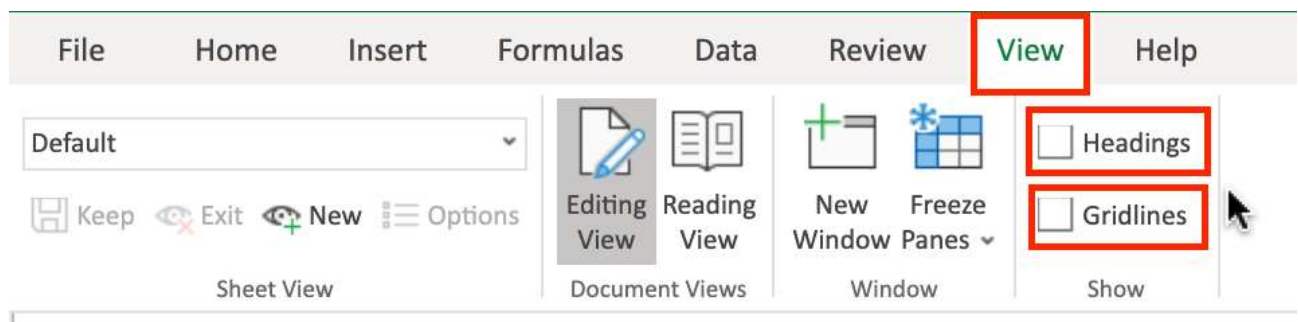 File Home Insert Formulas Data Review View Help
Default
Headings
Keep Exit New Options
Editing View
Reading View
New Window
Freeze Panes
Gridlines
Sheet View Document Views Window Show